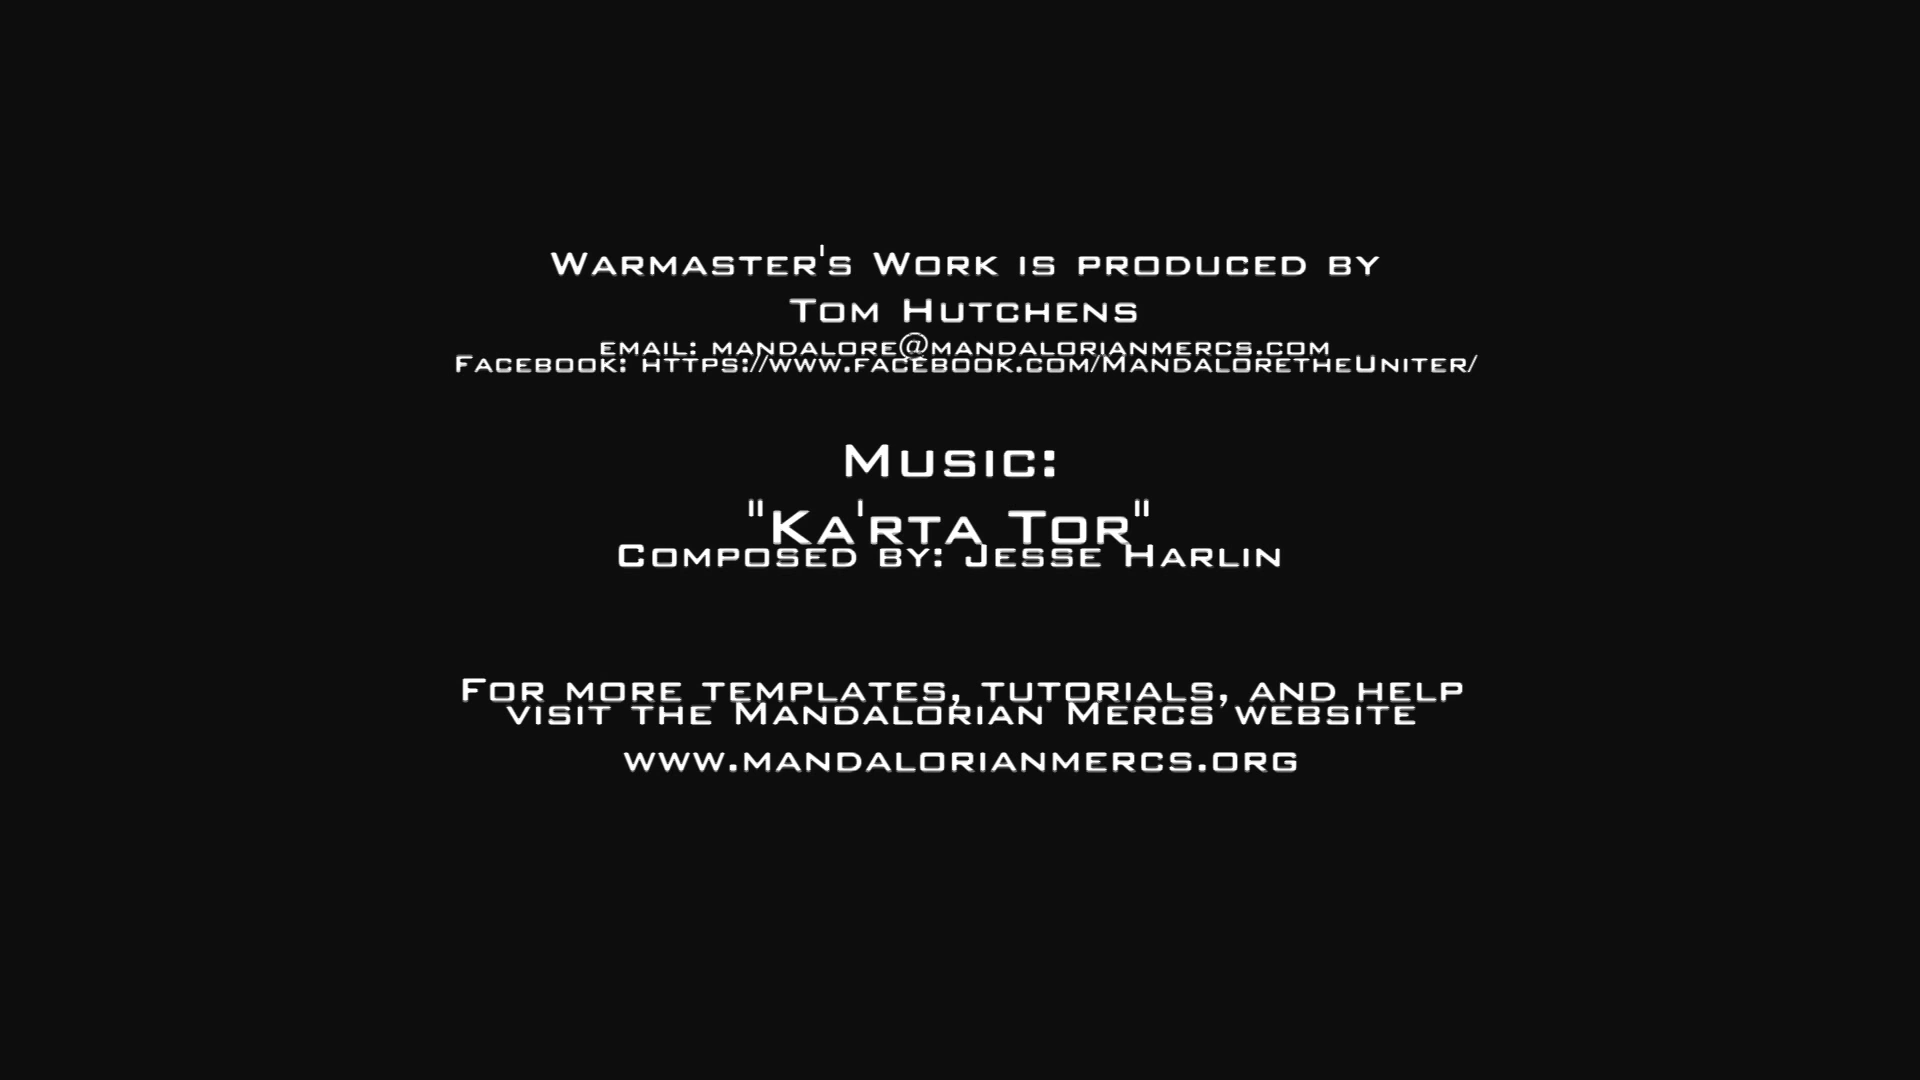 Warmaster's Work is produced by
Tom Hutchens
email: mandalore@mandalorianmercs.com
Facebook: https://www.facebook.com/MandaloretheUniter/
Music:
"Ka'rta Tor"
Composed by: Jesse Harlin
For more templates, tutorials, and help
visit the Mandalorian Mercs website
www.mandalorianmercs.org